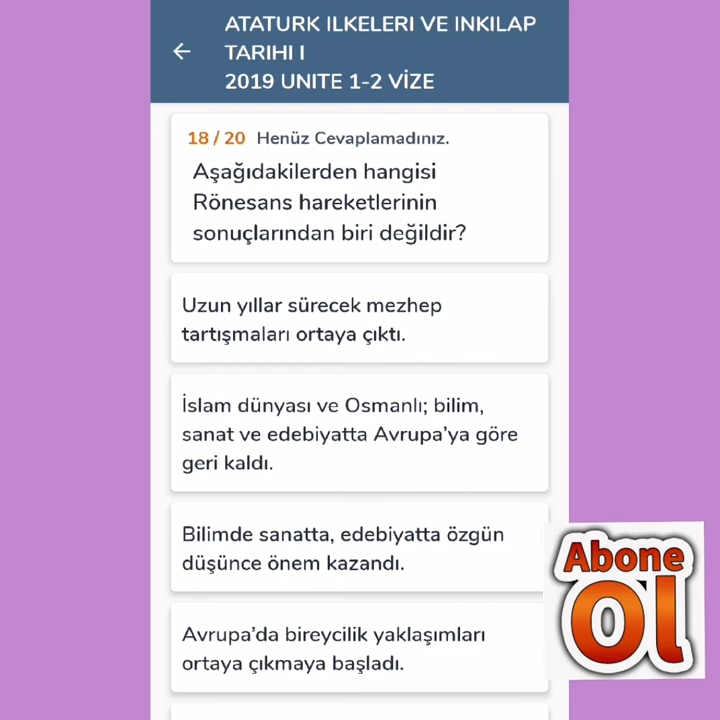 ATATURK ILKELERI VE INKILAP
TARIHI I
2019 UNITE 1-2 VİZE
18 / 20 Henüz Cevaplamadınız.
Aşağıdakilerden hangisi
Rönesans hareketlerinin
sonuçlarından biri değildir?
Uzun yıllar sürecek mezhep
tartışmaları ortaya çıktı.
İslam dünyası ve Osmanlı; bilim,
sanat ve edebiyatta Avrupa'ya göre
geri kaldı.
Bilimde sanatta, edebiyatta özgün
düşünce önem kazandı.
Avrupa'da bireycilik yaklaşımları
ortaya çıkmaya başladı.
Abone
Ol